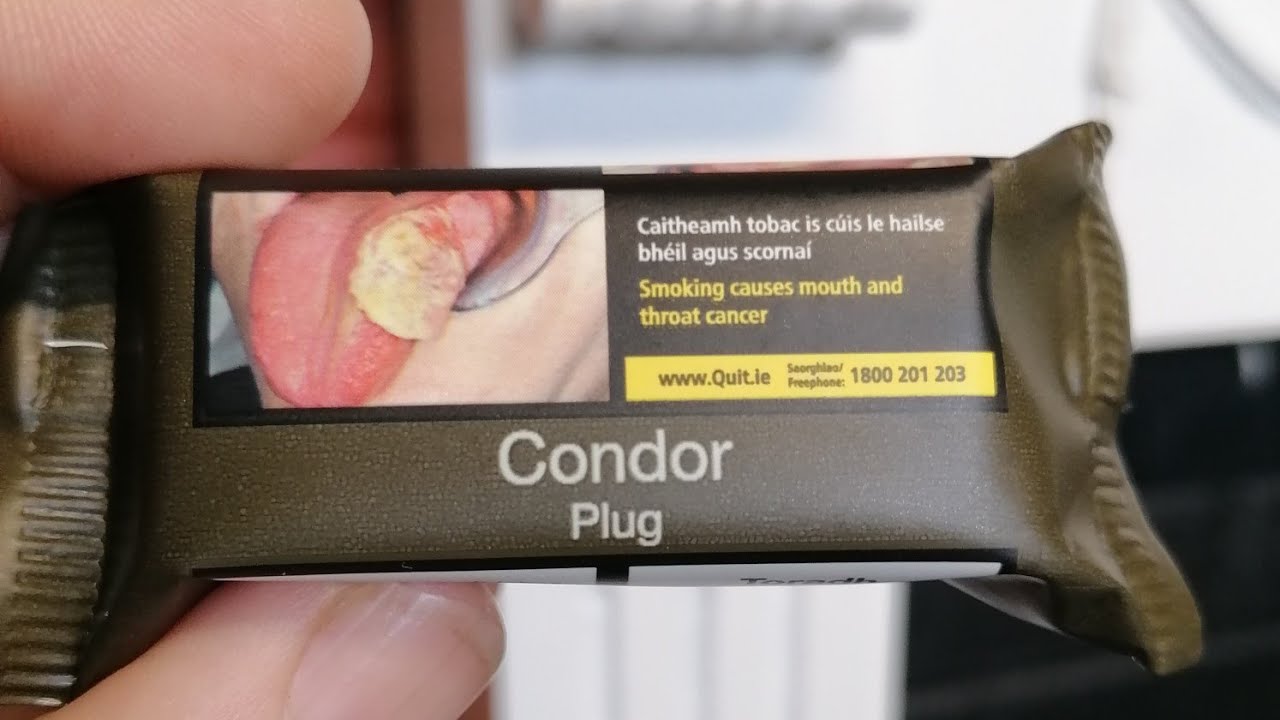 Caitheamh tobac is cúis le hailse
bhéil agus scornaí
Smoking causes mouth and
throat cancer
www.Quit.ie
Saorghlao/
Freephone:
1800 201 203
Condor
Plug